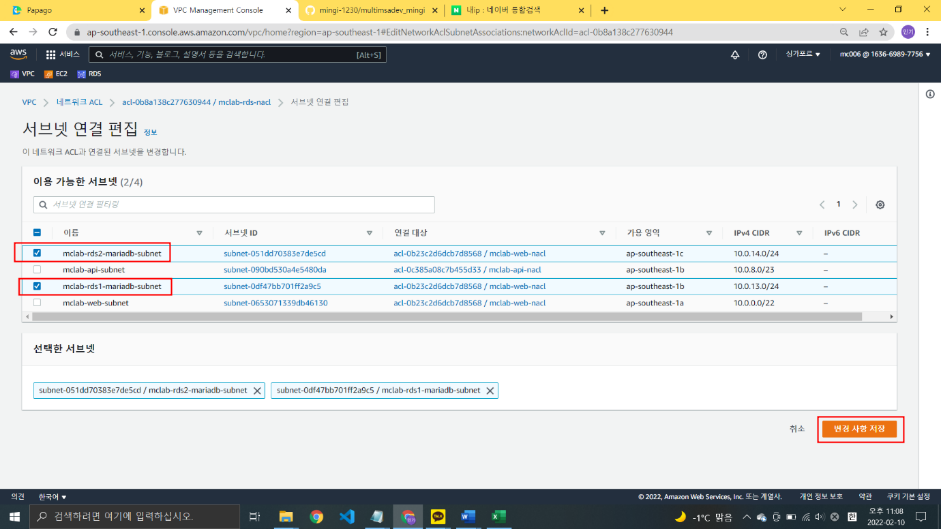 Papago
VPC Management Console
mingi-1230/multimsadev_mingi
내ip : 네이버 통합검색
ap-southeast-1.console.aws.amazon.com/vpc/home?region=ap-southeast-1#EditNetworkAclSubnetAssociations:networkAclId=acl-0b8a138c277630944
민기
aws
서비스
서비스, 기능, 블로그, 설명서 등을 검색합니다.
[Alt+S]
싱가포르 ▼
mc006 @ 1636-6989-7756 ▼
VPC EC2 RDS
VPC > 네트워크 ACL > acl-0b8a138c277630944 / mclab-rds-nacl > 서브넷 연결 편집
서브넷 연결 편집 정보
이 네트워크 ACL과 연결된 서브넷을 변경합니다.
이용 가능한 서브넷 (2/4)
서브넷 연결 필터링
1
이름 서브넷 ID 연결 대상 가용 영역 IPv4 CIDR IPv6 CIDR
mclab-rds2-mariadb-subnet subnet-051dd70383e7de5cd acl-0b23c2d6dcb7d8568 / mclab-web-nacl ap-southeast-1c 10.0.14.0/24 –
mclab-api-subnet subnet-090bd530a4e5480da acl-0c385a08c7b455d33 / mclab-api-nacl ap-southeast-1b 10.0.8.0/23 –
mclab-rds1-mariadb-subnet subnet-0df47bb701ff2a9c5 acl-0b23c2d6dcb7d8568 / mclab-web-nacl ap-southeast-1b 10.0.13.0/24 –
mclab-web-subnet subnet-0653071339db46130 acl-0b23c2d6dcb7d8568 / mclab-web-nacl ap-southeast-1a 10.0.0.0/22 –
선택한 서브넷
subnet-051dd70383e7de5cd / mclab-rds2-mariadb-subnet
subnet-0df47bb701ff2a9c5 / mclab-rds1-mariadb-subnet
취소
변경 사항 저장
의견 한국어 ▼
© 2022, Amazon Web Services, Inc. 또는 계열사. 개인 정보 보호 약관 쿠키 기본 설정
검색하려면 여기에 입력하십시오.
-1°C 맑음
오후 11:08
2022-02-10